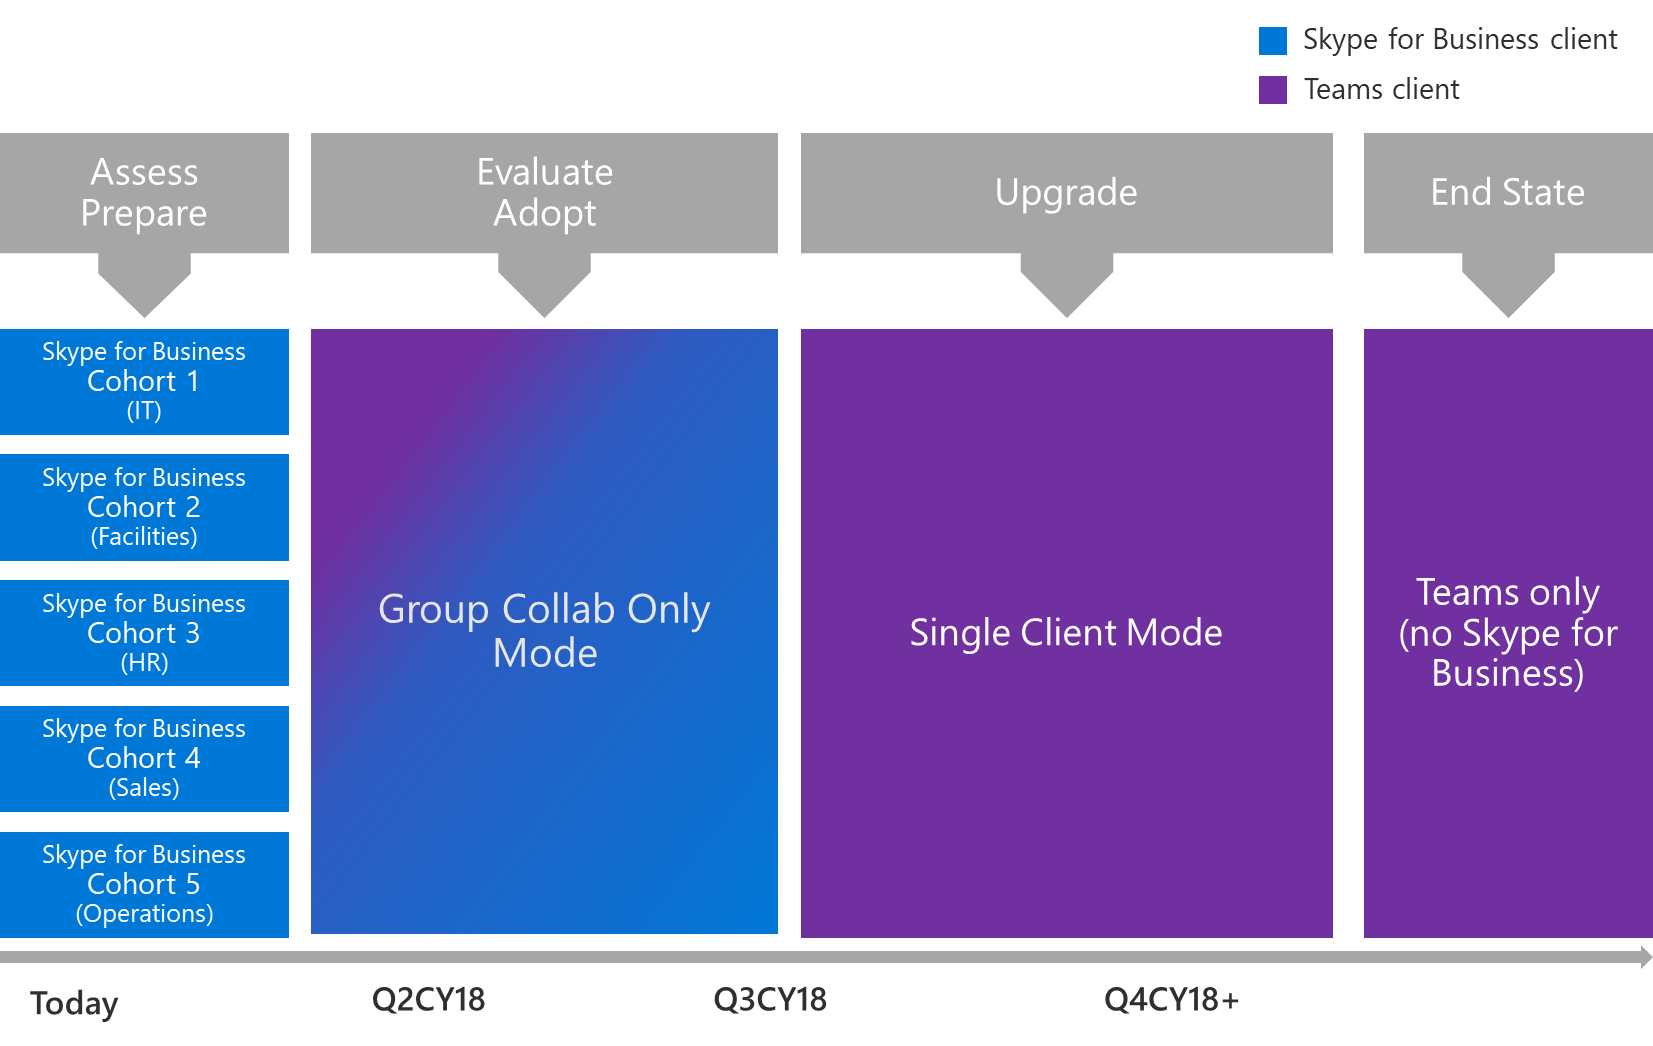 Skype for Business client
Teams client
Assess
Prepare
Evaluate
Adopt
Upgrade
End State
Skype for Business
Cohort 1
(IT)
Skype for Business
Cohort 2
(Facilities)
Skype for Business
Cohort 3
(HR)
Skype for Business
Cohort 4
(Sales)
Skype for Business
Cohort 5
(Operations)
Group Collab Only
Mode
Single Client Mode
Teams only
(no Skype for
Business)
Today
Q2CY18
Q3CY18
Q4CY18+